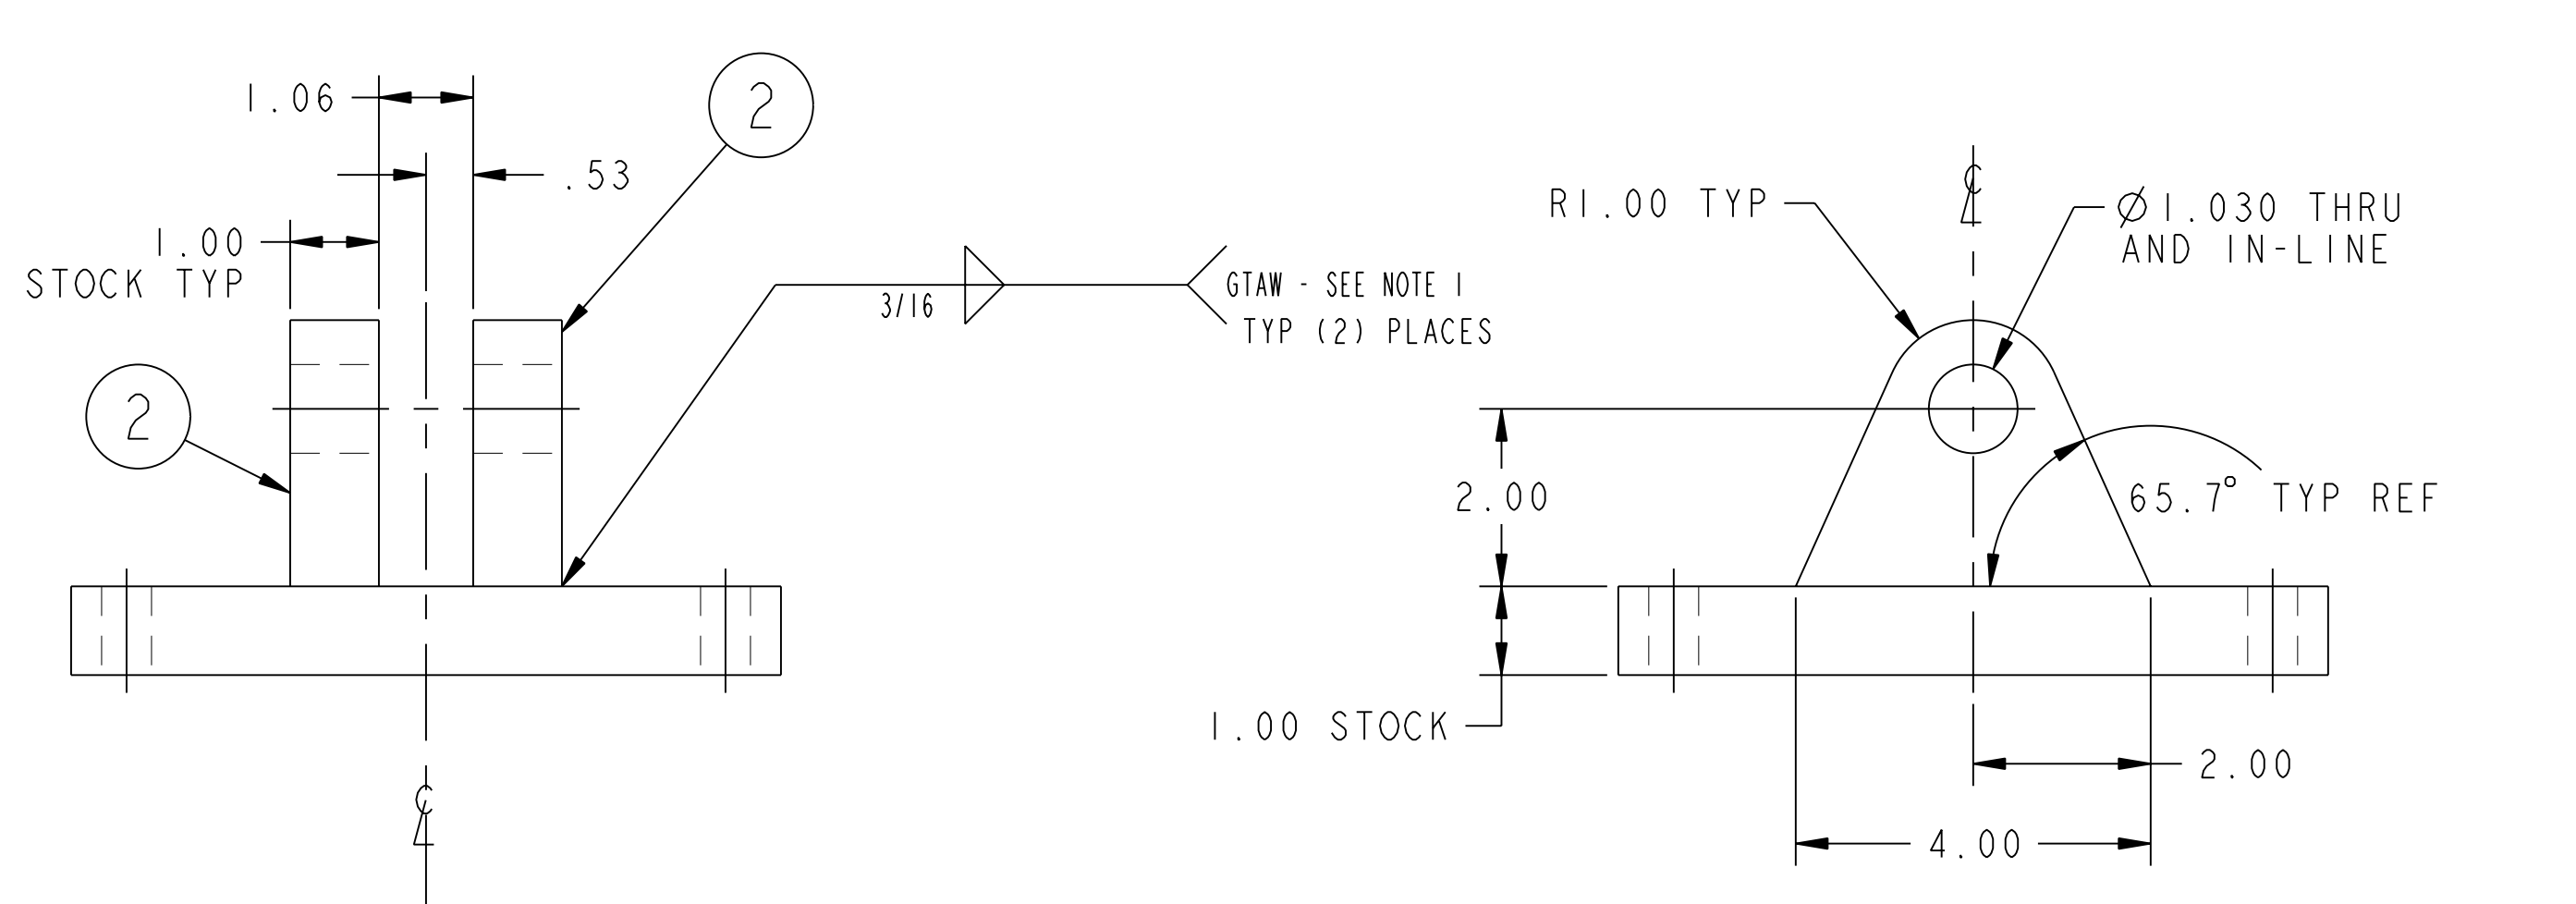 1.06
2
.53
1.00
STOCK TYP
3/16
GTAW - SEE NOTE 1
TYP (2) PLACES
2
℄
R1.00 TYP
℄
Ø1.030 THRU
AND IN-LINE
2.00
65.7° TYP REF
1.00 STOCK
2.00
4.00